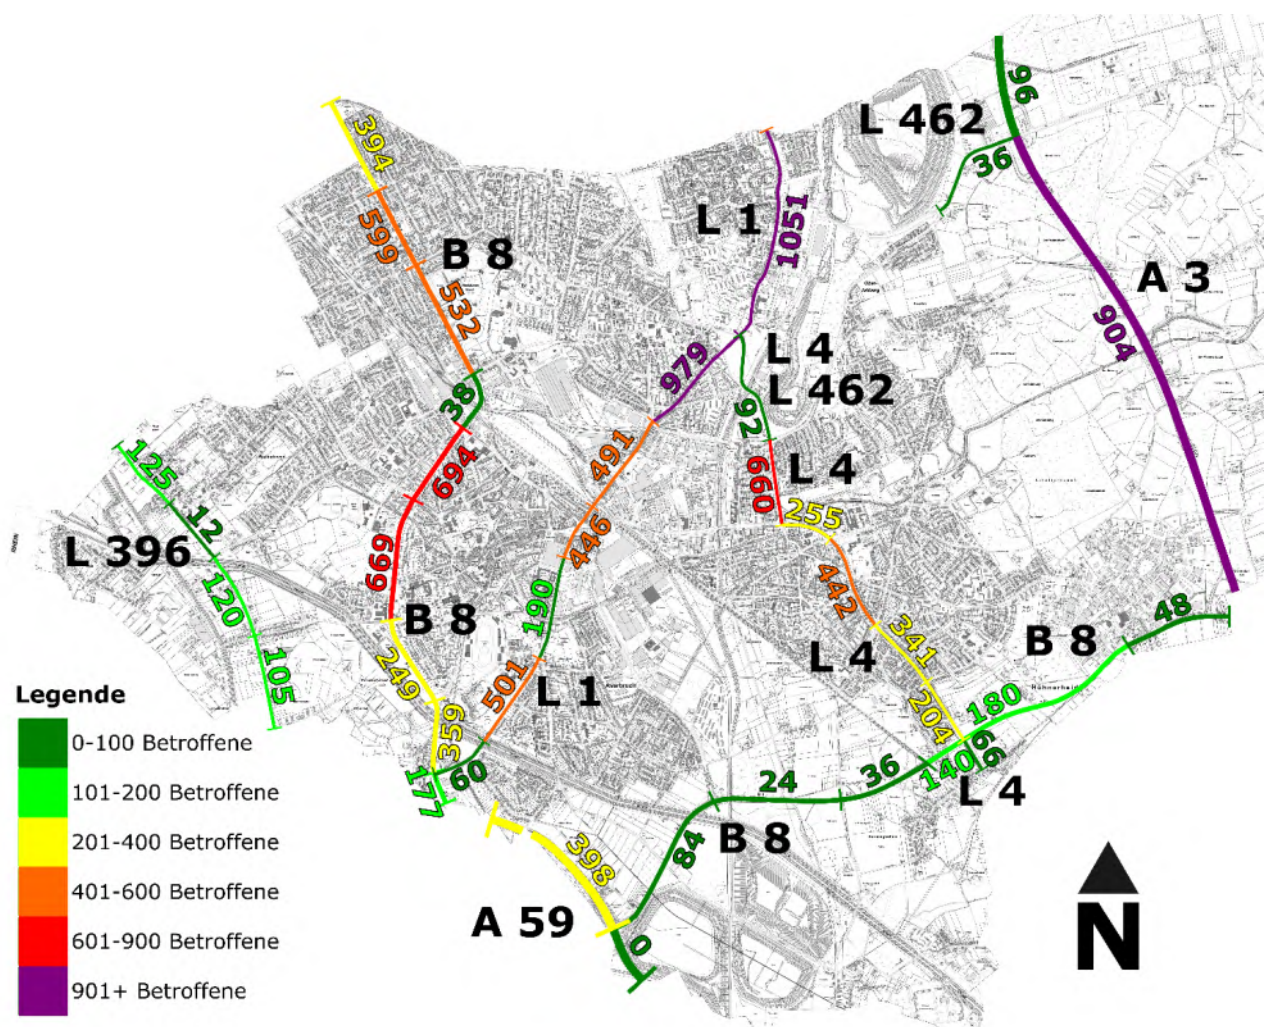 96
L 462
36
394
L 1
1051
599
B 8
532
A 3
904
L 4
979
L 462
38
92
694
491
L 4
660
125
12
255
446
L 396
669
442
120
190
B 8
341
48
B 8
L 4
105
249
501
L 1
204
180
Legende
359
66
0-100 Betroffene
60
36
140
177
24
L 4
101-200 Betroffene
84
B 8
201-400 Betroffene
398
401-600 Betroffene
A 59
0
N
601-900 Betroffene
901+ Betroffene
RHEIN